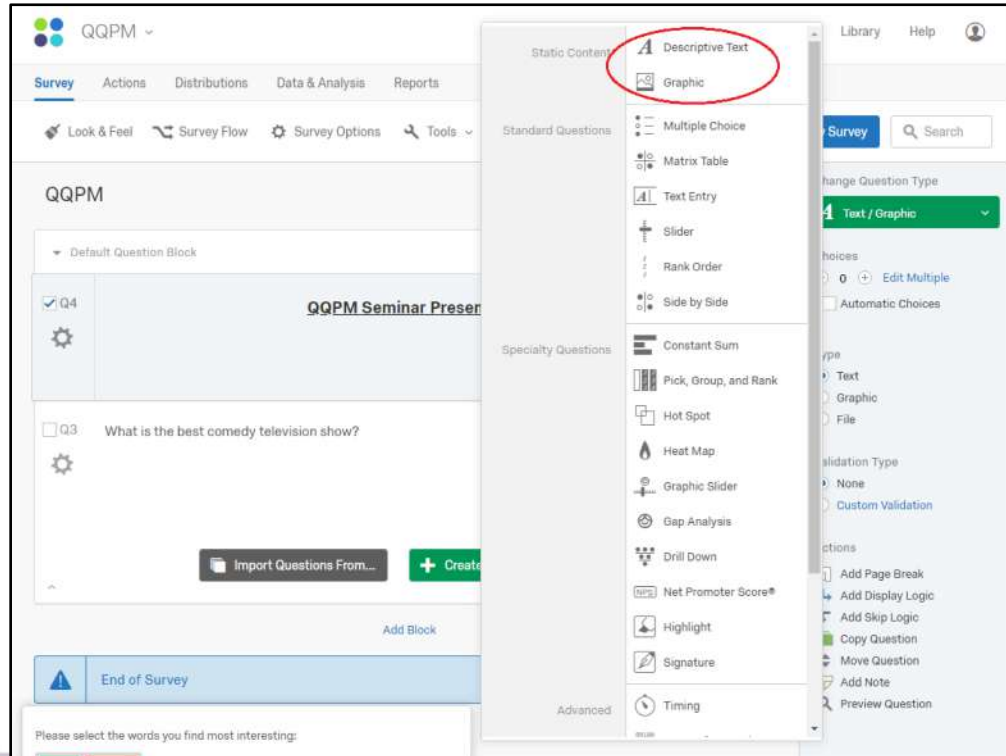 QQPM
Library
Help
Survey
Actions
Distributions
Data & Analysis
Reports
Look & Feel
Survey Flow
Survey Options
Tools
Survey
Search
QQPM
Default Question Block
Q4
QQPM Seminar Presen
Q3
What is the best comedy television show?
Import Questions From...
Create
Add Block
End of Survey
Please select the words you find most interesting:
Static Content
Descriptive Text
Graphic
Standard Questions
Multiple Choice
Matrix Table
Text Entry
Slider
Rank Order
Side by Side
Specialty Questions
Constant Sum
Pick, Group, and Rank
Hot Spot
Heat Map
Graphic Slider
Gap Analysis
Drill Down
NPS Net Promoter Score®
Highlight
Signature
Advanced
Timing
hange Question Type
Text / Graphic
hoices
0
Edit Multiple
Automatic Choices
ype
Text
Graphic
File
alidation Type
None
Custom Validation
ctions
Add Page Break
Add Display Logic
Add Skip Logic
Copy Question
Move Question
Add Note
Preview Question